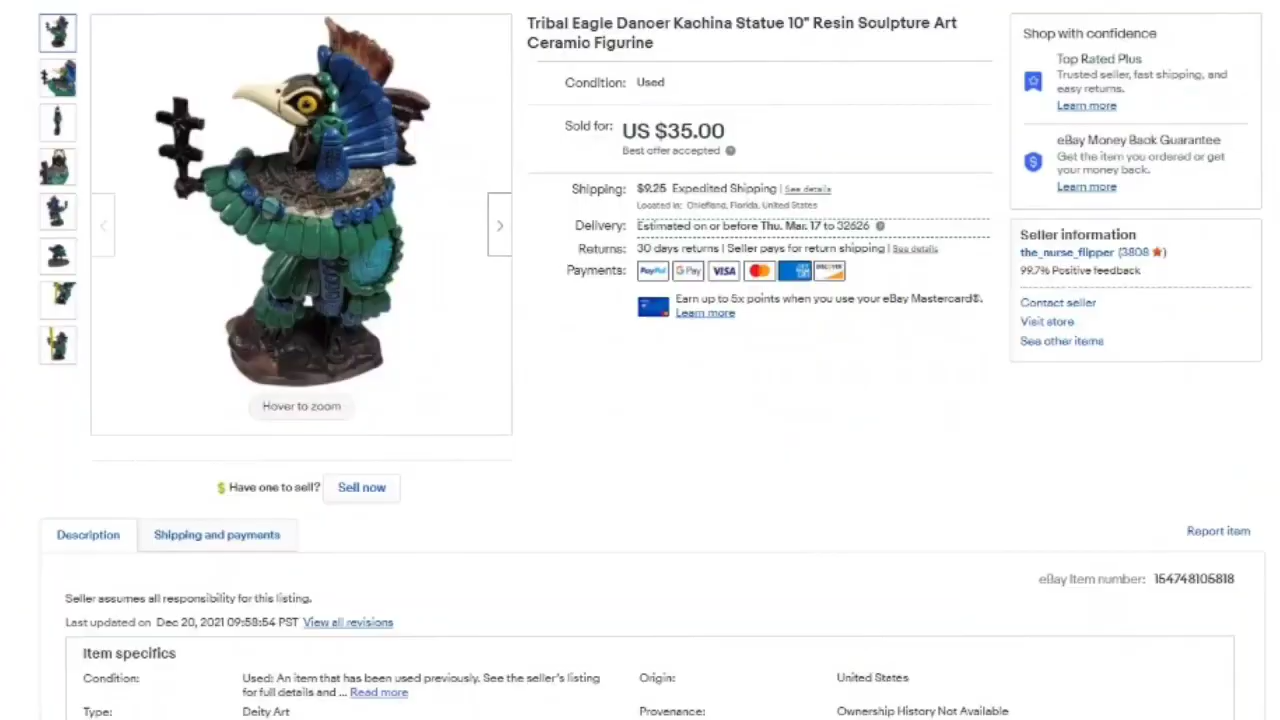 Tribal Eagle Dancer Kachina Statue 10" Resin Sculpture Art
Ceramic Figurine
Condition: Used
Sold for: US $35.00
Best offer accepted
Shipping: $9.25 Expedited Shipping | See details
Located in: Chiefland, Florida, United States
Delivery: Estimated on or before Thu. Mar. 17 to 32626
Returns: 30 days returns | Seller pays for return shipping | See details
Payments: PayPal G Pay VISA DISCOVER
Earn up to 5x points when you use your eBay Mastercard®.
Learn more
Shop with confidence
Top Rated Plus
Trusted seller, fast shipping, and
easy returns.
Learn more
eBay Money Back Guarantee
Get the item you ordered or get
your money back.
Learn more
Seller information
the_nurse_flipper (3808)
99.7% Positive feedback
Contact seller
Visit store
See other items
Hover to zoom
Have one to sell? Sell now
Description Shipping and payments
Report item
eBay item number: 154748105818
Seller assumes all responsibility for this listing.
Last updated on Dec 20, 2021 09:58:54 PST View all revisions
Item specifics
Condition: Used: An item that has been used previously. See the seller's listing
for full details and ... Read more
Origin: United States
Type: Deity Art
Provenance: Ownership History Not Available